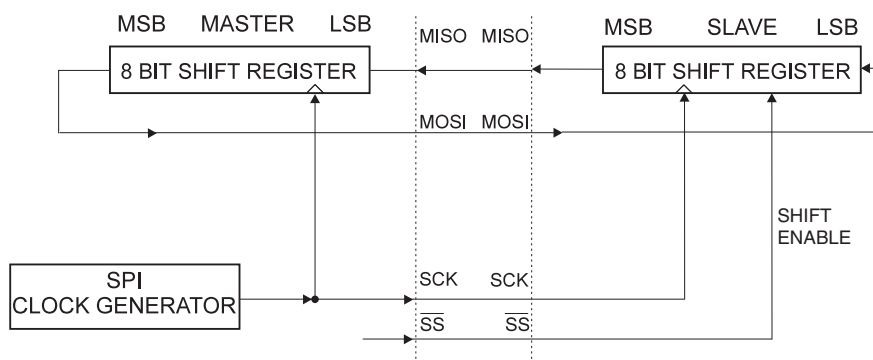 MSB MASTER LSB
MISO MISO
MSB SLAVE LSB
8 BIT SHIFT REGISTER
8 BIT SHIFT REGISTER
MOSI MOSI
SHIFT
ENABLE
SPI
CLOCK GENERATOR
SCK SCK
SS SS